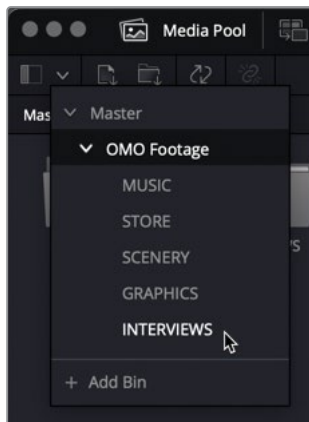 Media Pool
Mas
Master
OMO Footage
MUSIC
STORE
SCENERY
GRAPHICS
INTERVIEWS
+ Add Bin